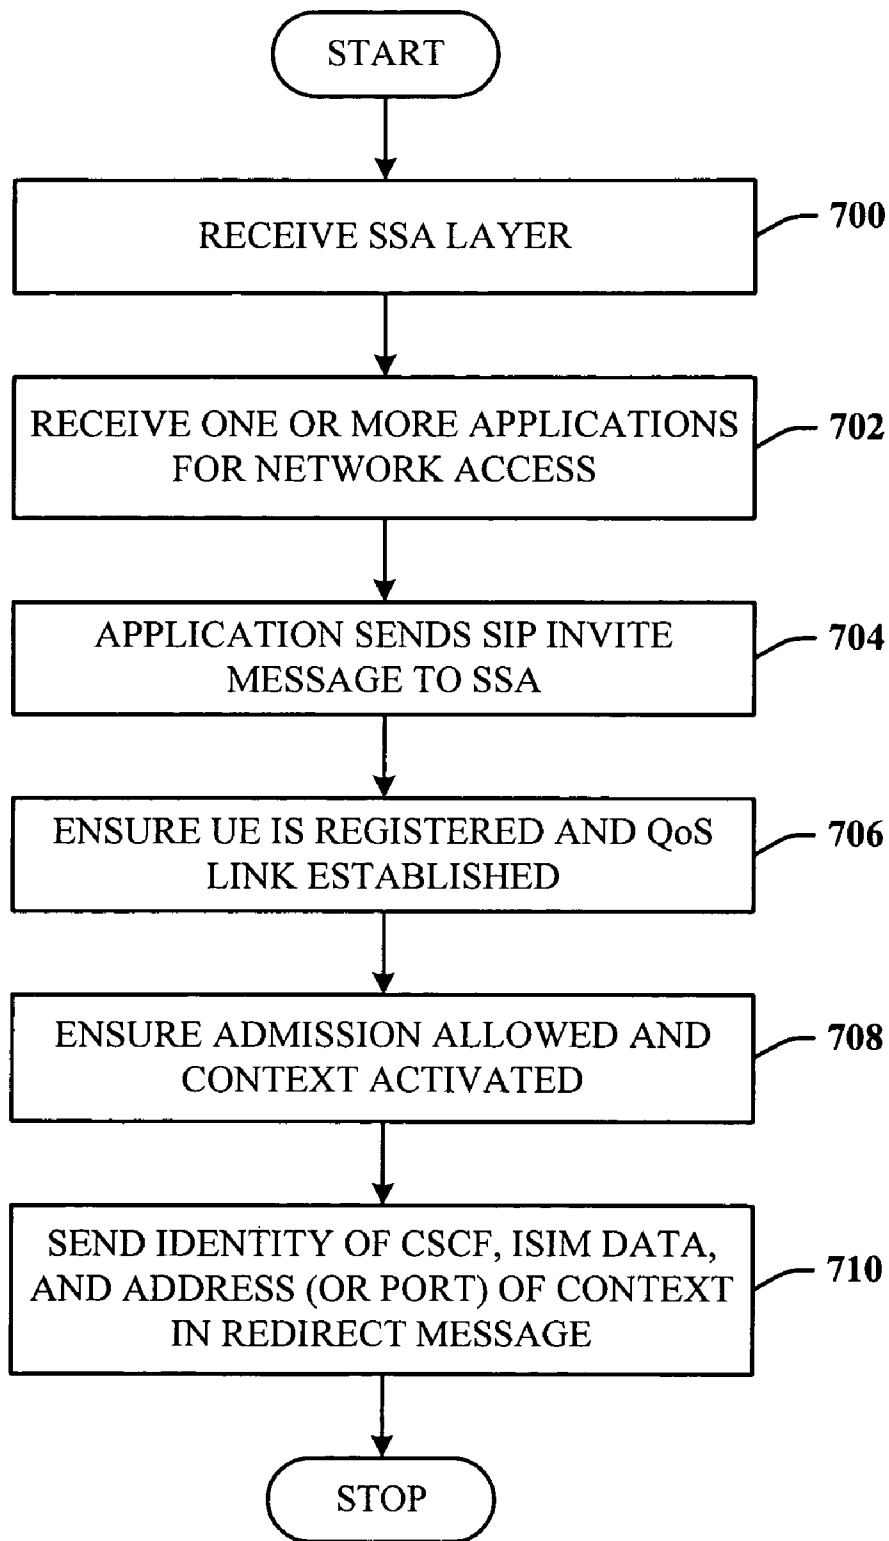 START
RECEIVE SSA LAYER
700
RECEIVE ONE OR MORE APPLICATIONS
FOR NETWORK ACCESS
702
APPLICATION SENDS SIP INVITE
MESSAGE TO SSA
704
ENSURE UE IS REGISTERED AND QoS
LINK ESTABLISHED
706
ENSURE ADMISSION ALLOWED AND
CONTEXT ACTIVATED
708
SEND IDENTITY OF CSCF, ISIM DATA,
AND ADDRESS (OR PORT) OF CONTEXT
IN REDIRECT MESSAGE
710
STOP